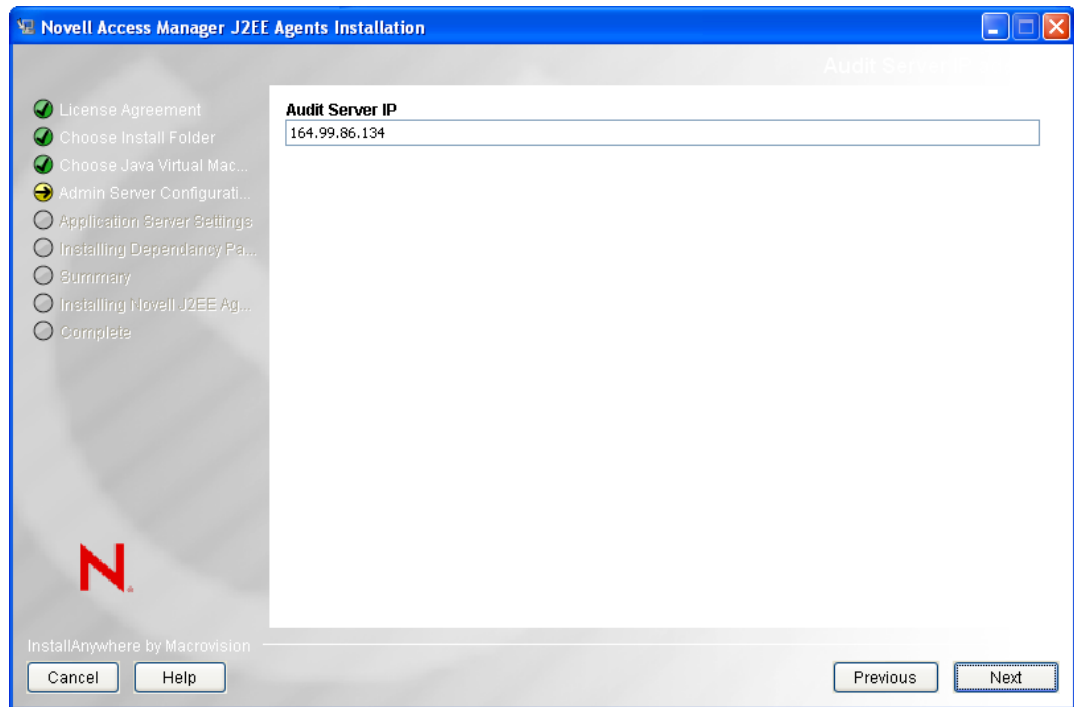 Novell Access Manager J2EE Agents Installation
Audit Server IP
License Agreement
Choose Install Folder
Choose Java Virtual Mac...
Admin Server Configurati...
Application Server Settings
Installing Dependancy Pa...
Summary
Installing Novell J2EE Ag...
Complete
Audit Server IP
164.99.86.134
N
InstallAnywhere by Macrovision
Cancel
Help
Previous
Next